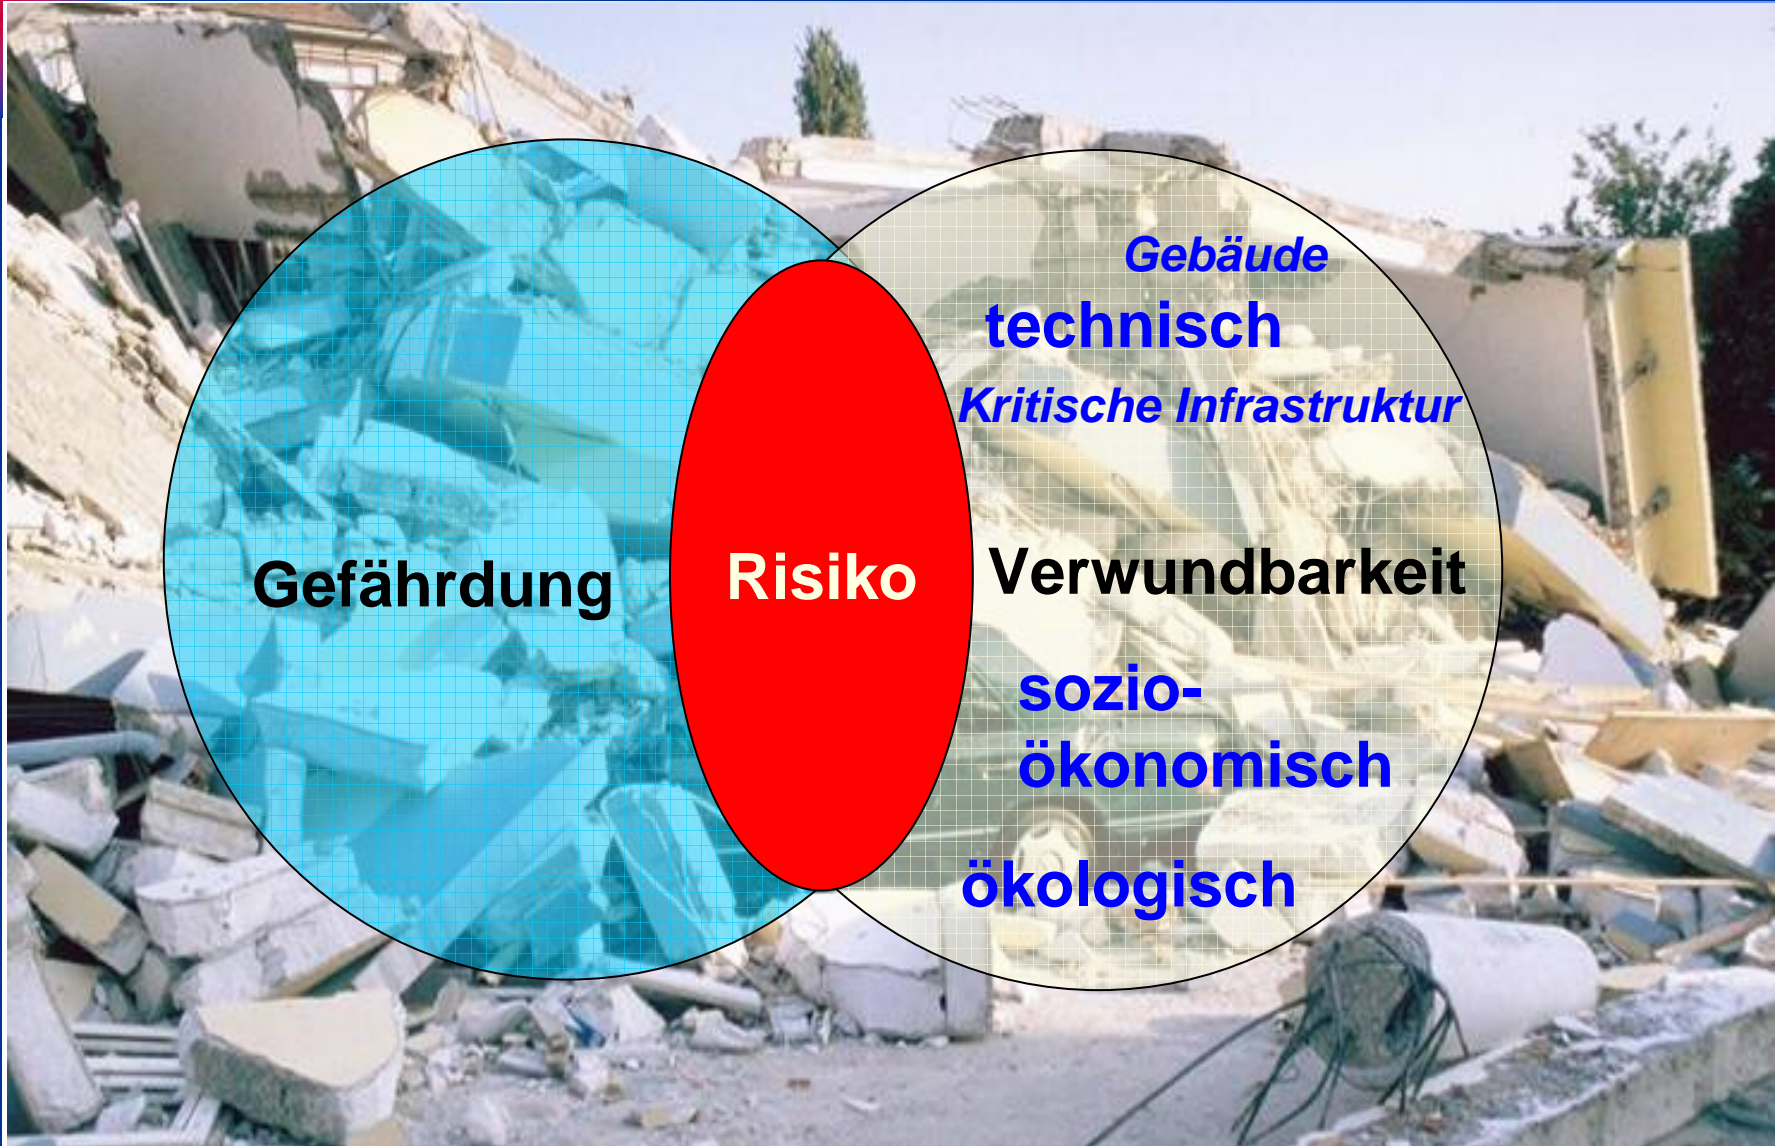 Gebäude
technisch
Kritische Infrastruktur
Gefährdung
Risiko
Verwundbarkeit
sozio-
ökonomisch
ökologisch